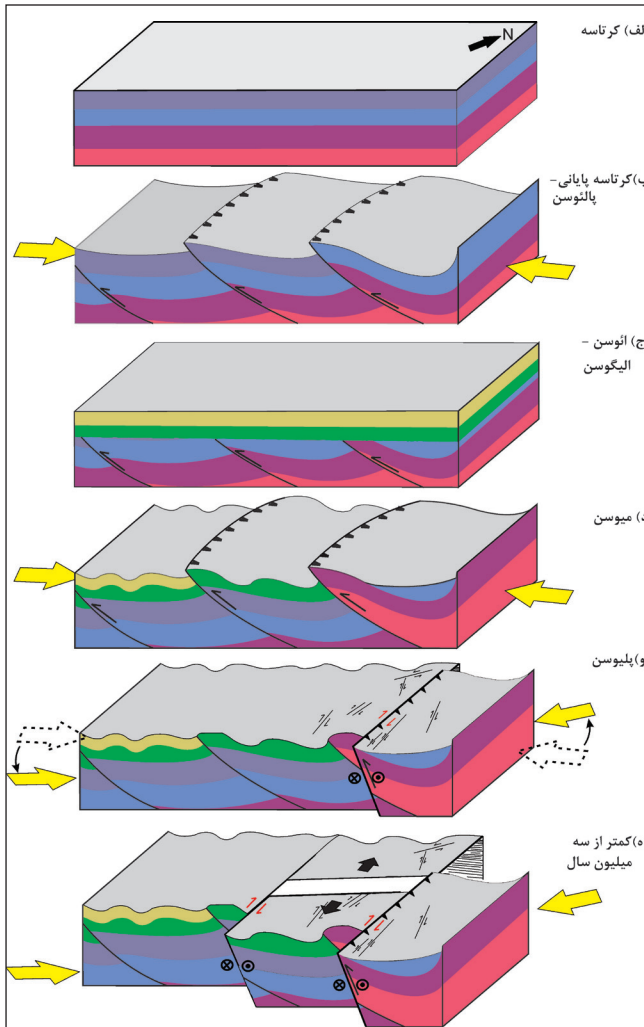 الف) کرتاسه
N
ب)کرتاسه پایانی-
پالئوسن
ج) ائوسن -
الیگوسن
د) میوسن
و)پلیوسن
ه)کمتر از سه
میلیون سال